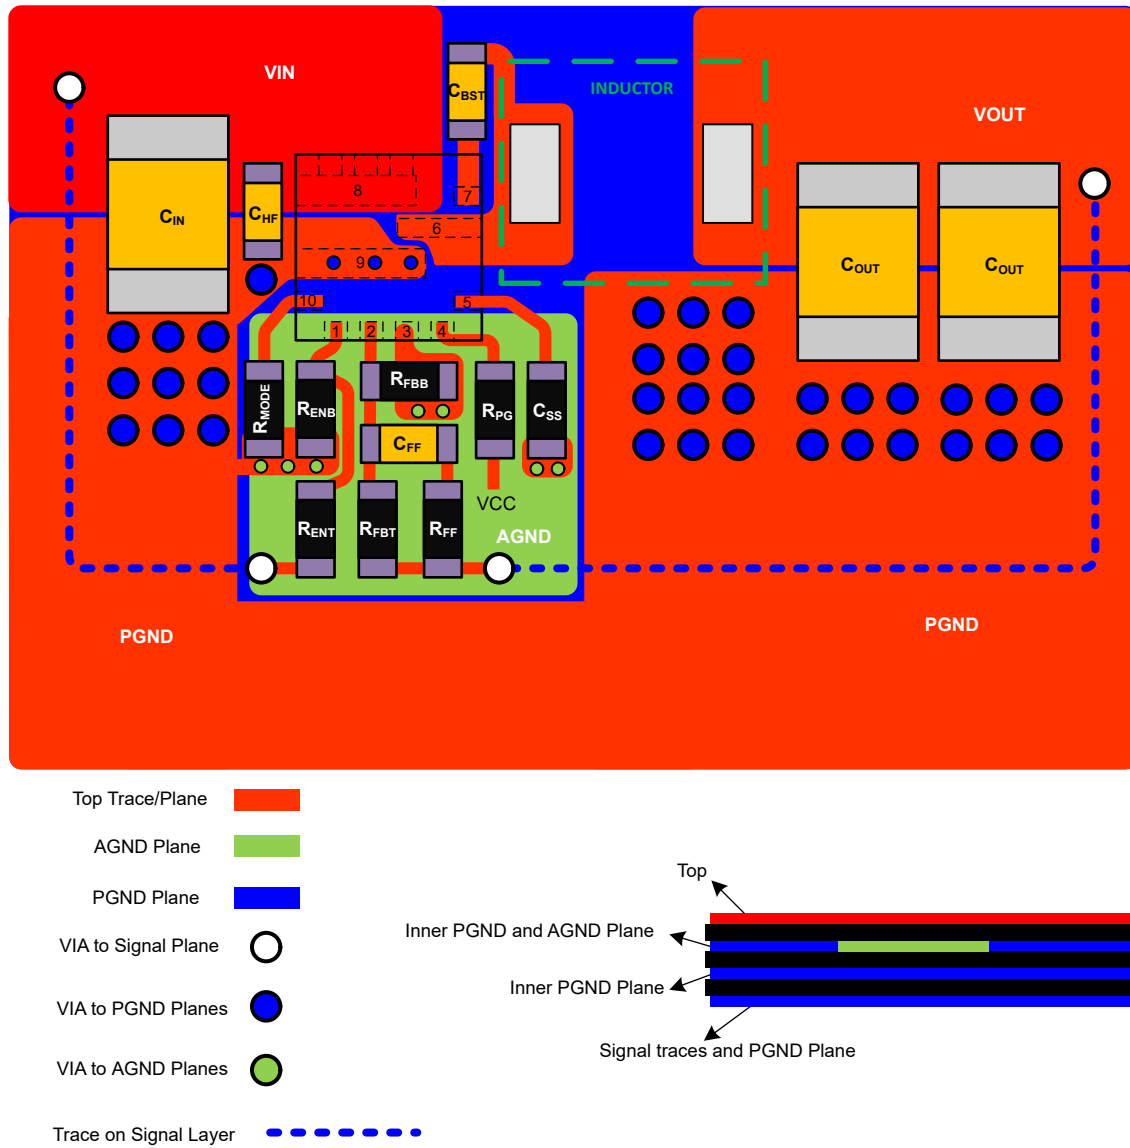 VIN
CBST
INDUCTOR
VOUT
8
7
CIN
CHF
6
9
COUT
COUT
10
5
1
2
3
4
RMODE
RENB
RFBB
RPG
CSS
CFF
VCC
RENT
RFBT
RFF
AGND
PGND
PGND
Top Trace/Plane
AGND Plane
PGND Plane
VIA to Signal Plane
VIA to PGND Planes
VIA to AGND Planes
Trace on Signal Layer
Top
Inner PGND and AGND Plane
Inner PGND Plane
Signal traces and PGND Plane